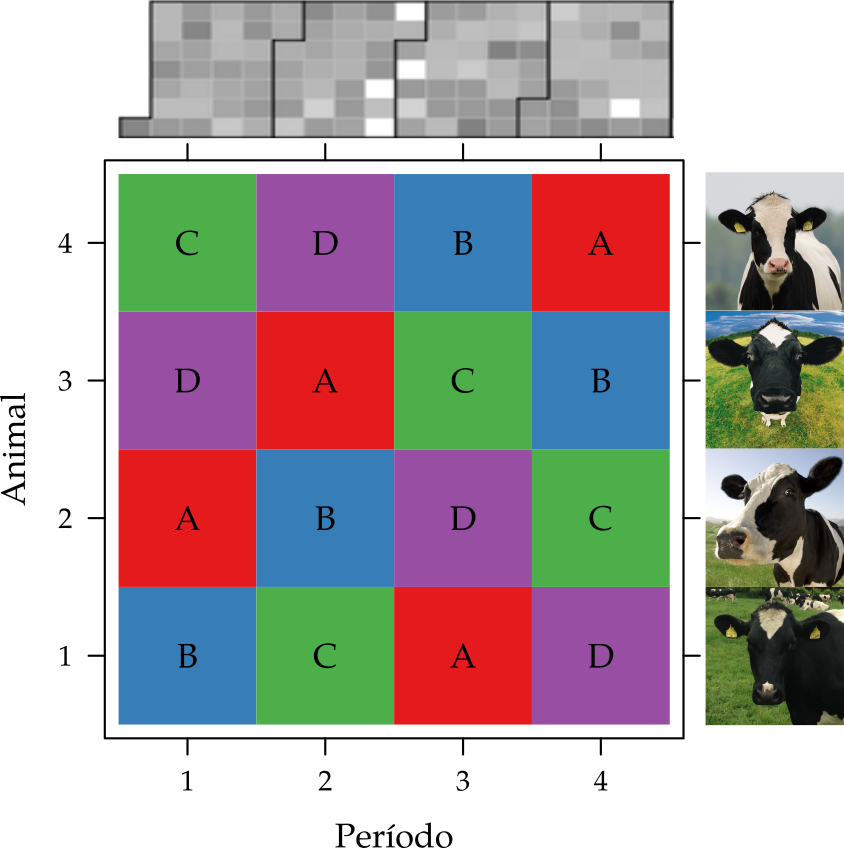 4 C D B A
3 D A C B
2 A B D C
1 B C A D
Animal
1 2 3 4
Período